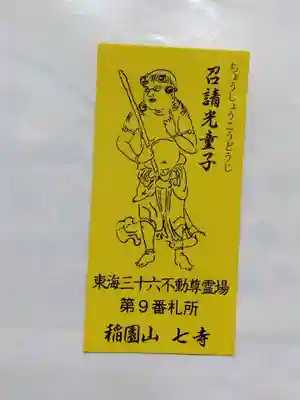 ちょうしょうこうどうじ
召請光童子
東海三十六不動尊霊場
第9番札所
稲園山 七寺